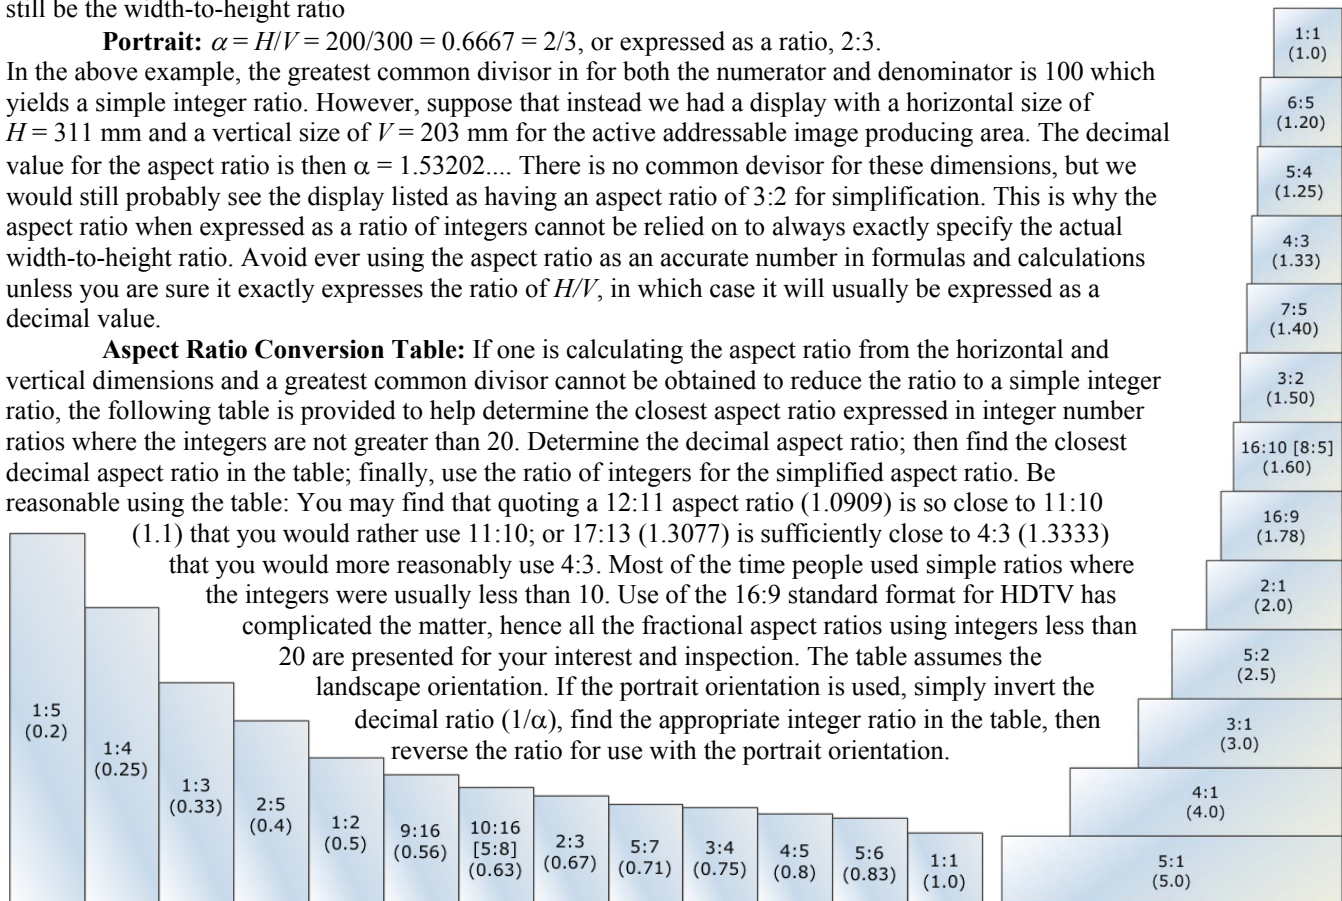 still be the width-to-height ratio
Portrait: α = H/V = 200/300 = 0.6667 = 2/3, or expressed as a ratio, 2:3.
In the above example, the greatest common divisor in for both the numerator and denominator is 100 which
yields a simple integer ratio. However, suppose that instead we had a display with a horizontal size of
H = 311 mm and a vertical size of V = 203 mm for the active addressable image producing area. The decimal
value for the aspect ratio is then α = 1.53202.... There is no common devisor for these dimensions, but we
would still probably see the display listed as having an aspect ratio of 3:2 for simplification. This is why the
aspect ratio when expressed as a ratio of integers cannot be relied on to always exactly specify the actual
width-to-height ratio. Avoid ever using the aspect ratio as an accurate number in formulas and calculations
unless you are sure it exactly expresses the ratio of H/V, in which case it will usually be expressed as a
decimal value.
Aspect Ratio Conversion Table: If one is calculating the aspect ratio from the horizontal and
vertical dimensions and a greatest common divisor cannot be obtained to reduce the ratio to a simple integer
ratio, the following table is provided to help determine the closest aspect ratio expressed in integer number
ratios where the integers are not greater than 20. Determine the decimal aspect ratio; then find the closest
decimal aspect ratio in the table; finally, use the ratio of integers for the simplified aspect ratio. Be
reasonable using the table: You may find that quoting a 12:11 aspect ratio (1.0909) is so close to 11:10
(1.1) that you would rather use 11:10; or 17:13 (1.3077) is sufficiently close to 4:3 (1.3333)
that you would more reasonably use 4:3. Most of the time people used simple ratios where
the integers were usually less than 10. Use of the 16:9 standard format for HDTV has
complicated the matter, hence all the fractional aspect ratios using integers less than
20 are presented for your interest and inspection. The table assumes the
landscape orientation. If the portrait orientation is used, simply invert the
decimal ratio (1/α), find the appropriate integer ratio in the table, then
reverse the ratio for use with the portrait orientation.
1:5
(0.2)
1:4
(0.25)
1:3
(0.33)
2:5
(0.4)
1:2
(0.5)
9:16
(0.56)
10:16
[5:8]
(0.63)
2:3
(0.67)
5:7
(0.71)
3:4
(0.75)
4:5
(0.8)
5:6
(0.83)
1:1
(1.0)
1:1
(1.0)
6:5
(1.20)
5:4
(1.25)
4:3
(1.33)
7:5
(1.40)
3:2
(1.50)
16:10 [8:5]
(1.60)
16:9
(1.78)
2:1
(2.0)
5:2
(2.5)
3:1
(3.0)
4:1
(4.0)
5:1
(5.0)